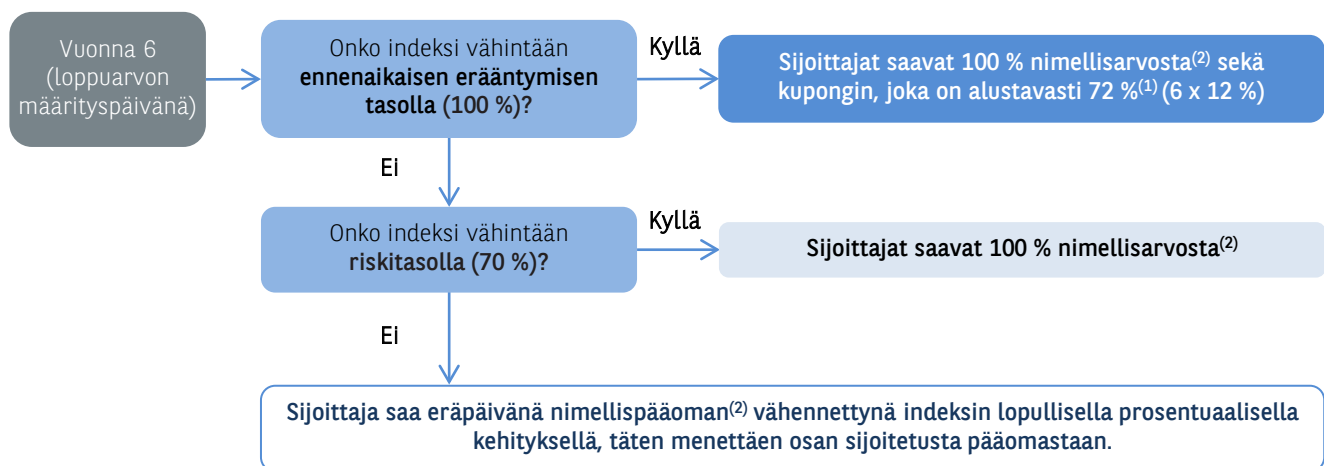 Vuonna 6
(loppuarvon
määrityspäivänä)
Onko indeksi vähintään
ennenaikaisen erääntymisen
tasolla (100 %)?
Kyllä
Sijoittajat saavat 100 % nimellisarvosta(2) sekä
kupongin, joka on alustavasti 72 %(1) (6 x 12 %)
Ei
Onko indeksi vähintään
riskitasolla (70 %)?
Kyllä
Sijoittajat saavat 100 % nimellisarvosta(2)
Ei
Sijoittaja saa eräpäivänä nimellispääoman(2) vähennettynä indeksin lopullisella prosentuaalisella
kehityksellä, täten menettäen osan sijoitetusta pääomastaan.